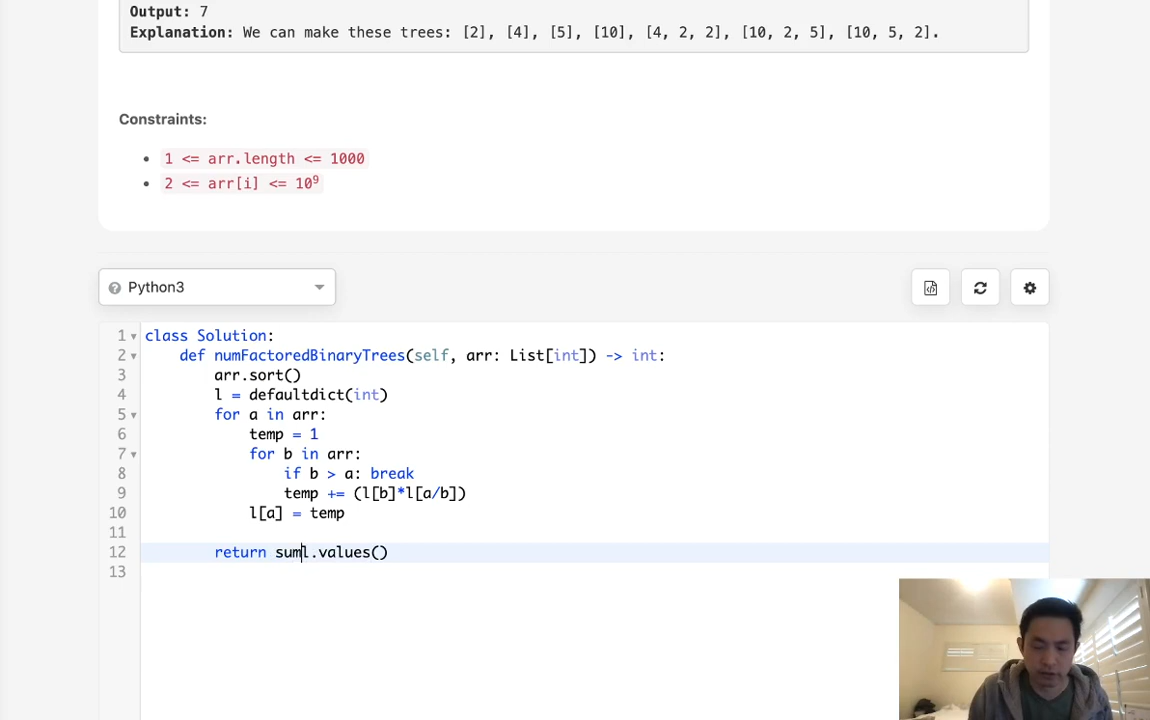 Output: 7
Explanation: We can make these trees: [2], [4], [5], [10], [4, 2, 2], [10, 2, 5], [10, 5, 2].
Constraints:
• 1 <= arr.length <= 1000
• 2 <= arr[i] <= 10⁹
Python3
1 class Solution:
2 def numFactoredBinaryTrees(self, arr: List[int]) -> int:
3 arr.sort()
4 l = defaultdict(int)
5 for a in arr:
6 temp = 1
7 for b in arr:
8 if b > a: break
9 temp += (l[b]*l[a/b])
10 l[a] = temp
11
12 return suml.values()
13